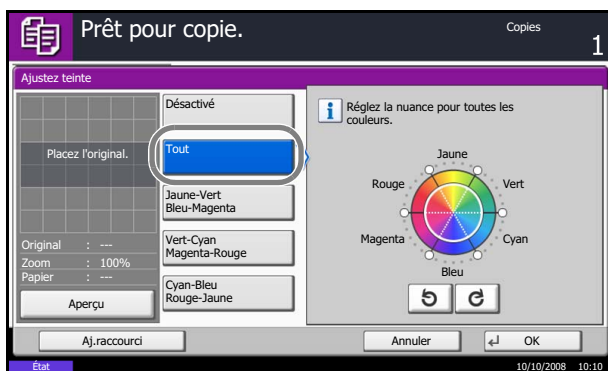 Prêt pour copie.
Copies
1
Ajustez teinte
Placez l'original.
Original : ---
Zoom : 100%
Papier : ---
Aperçu
Désactivé
Tout
Jaune-Vert
Bleu-Magenta
Vert-Cyan
Magenta-Rouge
Cyan-Bleu
Rouge-Jaune
Réglez la nuance pour toutes les
couleurs.
Jaune
Rouge
Vert
Magenta
Cyan
Bleu
Aj.raccourci
Annuler
OK
État
10/10/2008 10:10